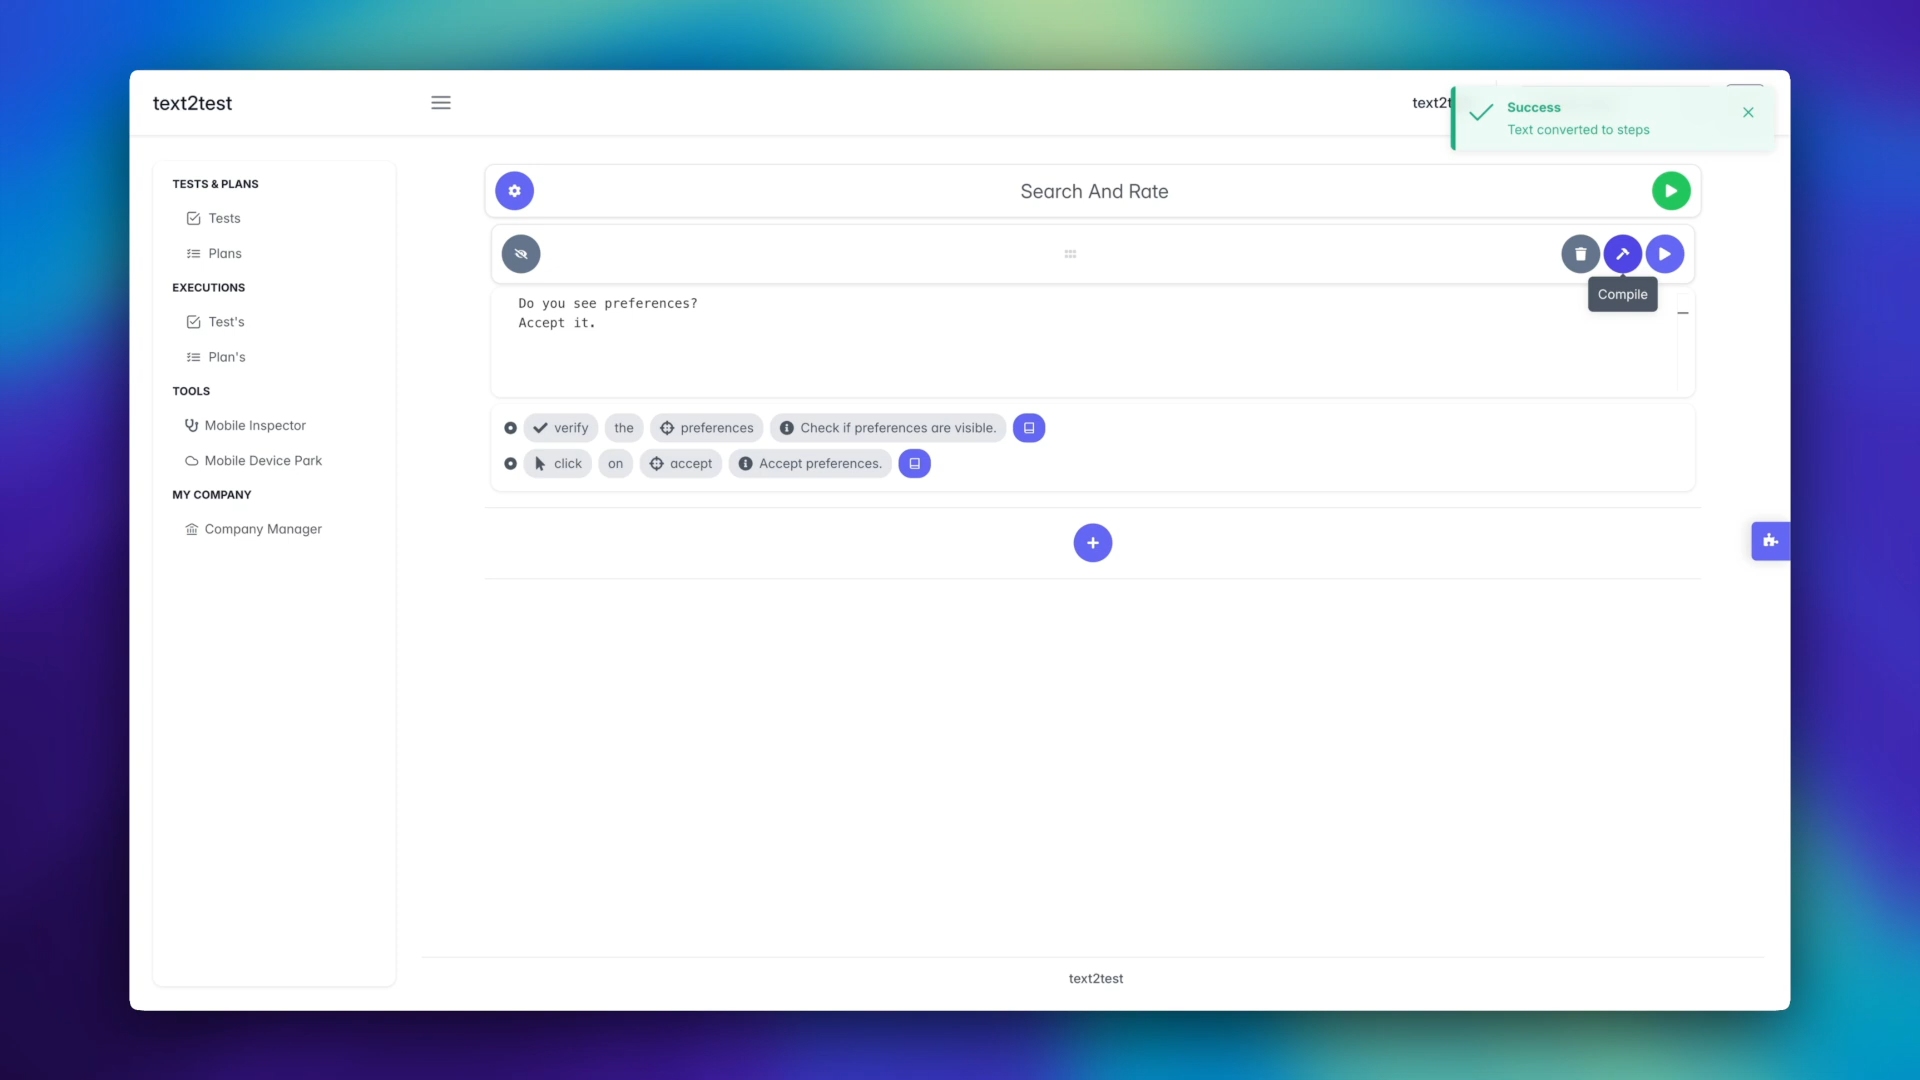 text2test
text2t
Success
Text converted to steps
TESTS & PLANS
Tests
Plans
EXECUTIONS
Test's
Plan's
TOOLS
Mobile Inspector
Mobile Device Park
MY COMPANY
Company Manager
Search And Rate
Compile
Do you see preferences?
Accept it.
verify the preferences Check if preferences are visible.
click on accept Accept preferences.
text2test